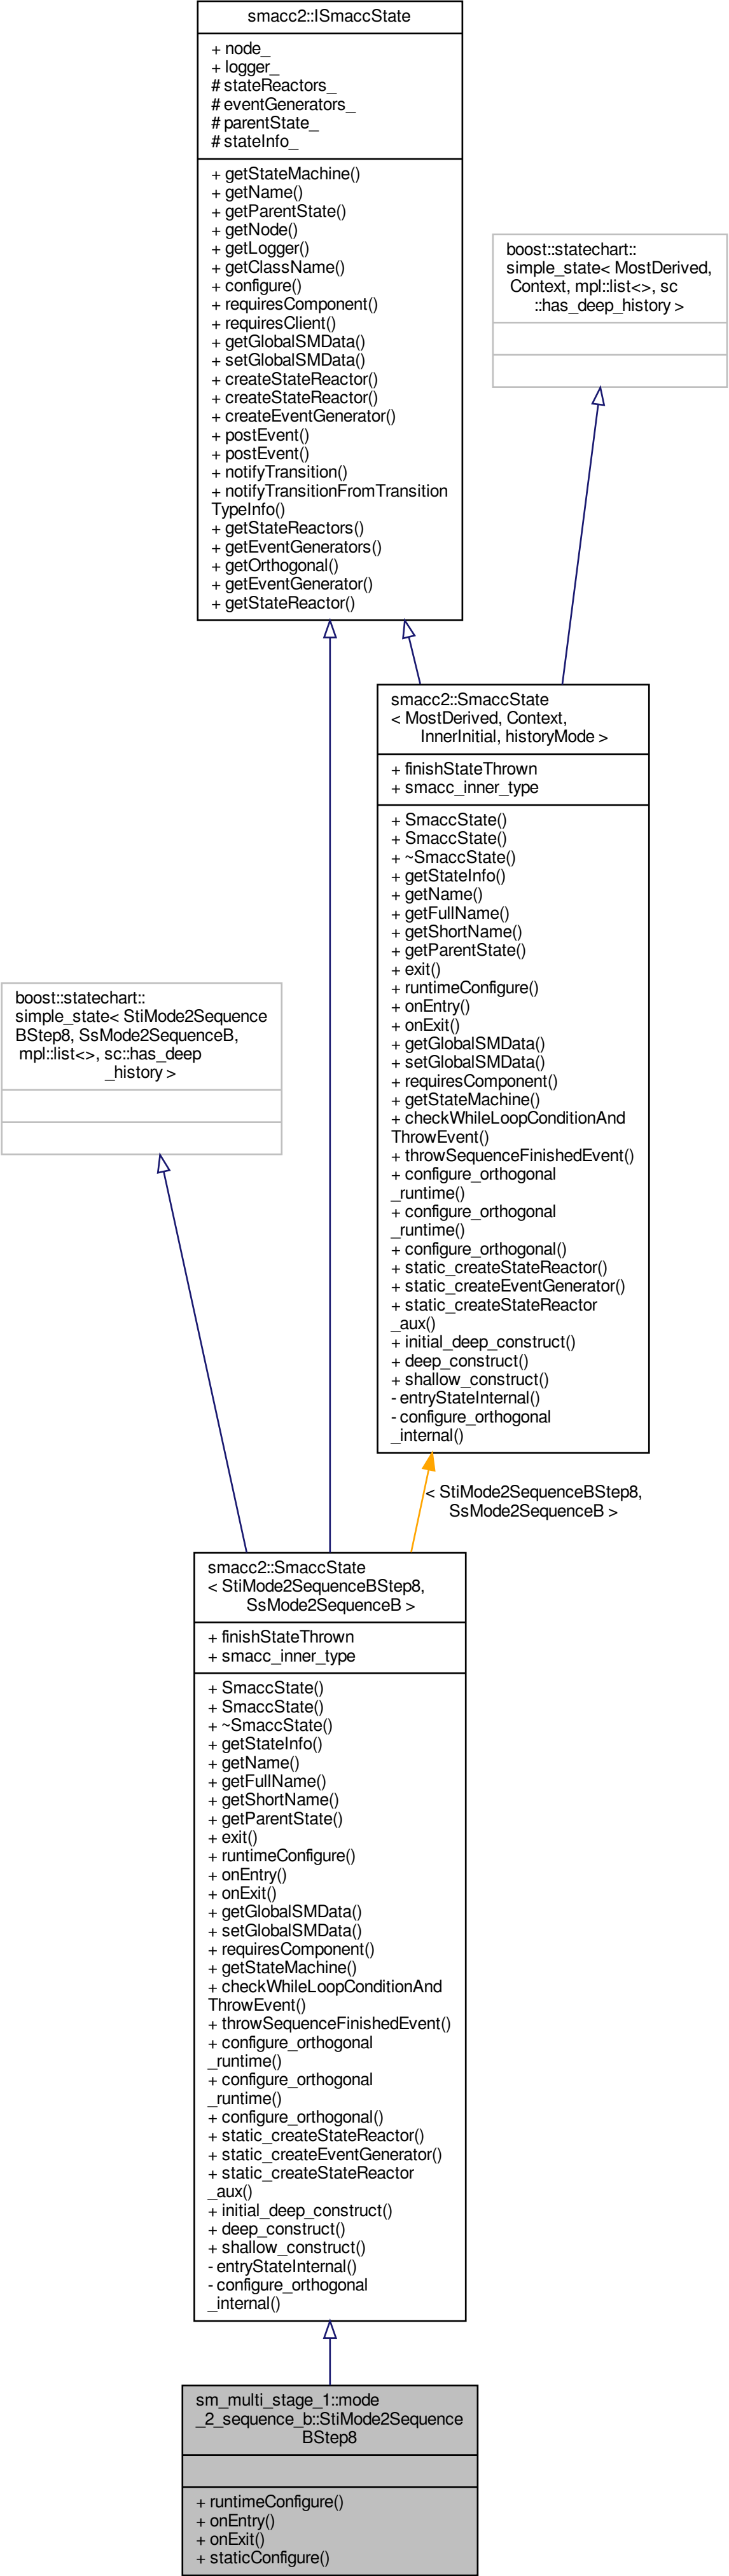 smacc2::ISmaccState
+ node_
+ logger_
# stateReactors_
# eventGenerators_
# parentState_
# stateInfo_
+ getStateMachine()
+ getName()
+ getParentState()
+ getNode()
+ getLogger()
+ getClassName()
+ configure()
+ requiresComponent()
+ requiresClient()
+ getGlobalSMData()
+ setGlobalSMData()
+ createStateReactor()
+ createStateReactor()
+ createEventGenerator()
+ postEvent()
+ postEvent()
+ notifyTransition()
+ notifyTransitionFromTransition
TypeInfo()
+ getStateReactors()
+ getEventGenerators()
+ getOrthogonal()
+ getEventGenerator()
+ getStateReactor()
boost::statechart::
simple_state< MostDerived,
Context, mpl::list<>, sc
::has_deep_history >
smacc2::SmaccState
< MostDerived, Context,
InnerInitial, historyMode >
+ finishStateThrown
+ smacc_inner_type
+ SmaccState()
+ SmaccState()
+ ~SmaccState()
+ getStateInfo()
+ getName()
+ getFullName()
+ getShortName()
+ getParentState()
+ exit()
+ runtimeConfigure()
+ onEntry()
+ onExit()
+ getGlobalSMData()
+ setGlobalSMData()
+ requiresComponent()
+ getStateMachine()
+ checkWhileLoopConditionAnd
ThrowEvent()
+ throwSequenceFinishedEvent()
+ configure_orthogonal
_runtime()
+ configure_orthogonal
_runtime()
+ configure_orthogonal()
+ static_createStateReactor()
+ static_createEventGenerator()
+ static_createStateReactor
_aux()
+ initial_deep_construct()
+ deep_construct()
+ shallow_construct()
- entryStateInternal()
- configure_orthogonal
_internal()
boost::statechart::
simple_state< StiMode2Sequence
BStep8, SsMode2SequenceB,
mpl::list<>, sc::has_deep
_history >
< StiMode2SequenceBStep8,
SsMode2SequenceB >
smacc2::SmaccState
< StiMode2SequenceBStep8,
SsMode2SequenceB >
+ finishStateThrown
+ smacc_inner_type
+ SmaccState()
+ SmaccState()
+ ~SmaccState()
+ getStateInfo()
+ getName()
+ getFullName()
+ getShortName()
+ getParentState()
+ exit()
+ runtimeConfigure()
+ onEntry()
+ onExit()
+ getGlobalSMData()
+ setGlobalSMData()
+ requiresComponent()
+ getStateMachine()
+ checkWhileLoopConditionAnd
ThrowEvent()
+ throwSequenceFinishedEvent()
+ configure_orthogonal
_runtime()
+ configure_orthogonal
_runtime()
+ configure_orthogonal()
+ static_createStateReactor()
+ static_createEventGenerator()
+ static_createStateReactor
_aux()
+ initial_deep_construct()
+ deep_construct()
+ shallow_construct()
- entryStateInternal()
- configure_orthogonal
_internal()
sm_multi_stage_1::mode
_2_sequence_b::StiMode2Sequence
BStep8
+ runtimeConfigure()
+ onEntry()
+ onExit()
+ staticConfigure()